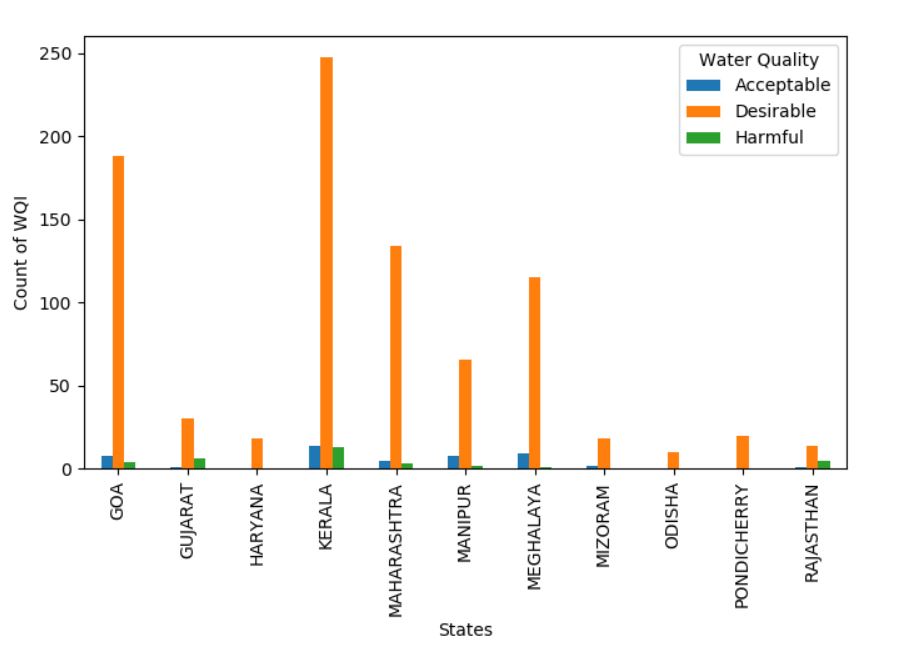 Water Quality
Acceptable
Desirable
Harmful
Count of WQI
250
200
150
100
50
0
GOA
GUJARAT
HARYANA
KERALA
MAHARASHTRA
MANIPUR
MEGHALAYA
MIZORAM
ODISHA
PONDICHERRY
RAJASTHAN
States